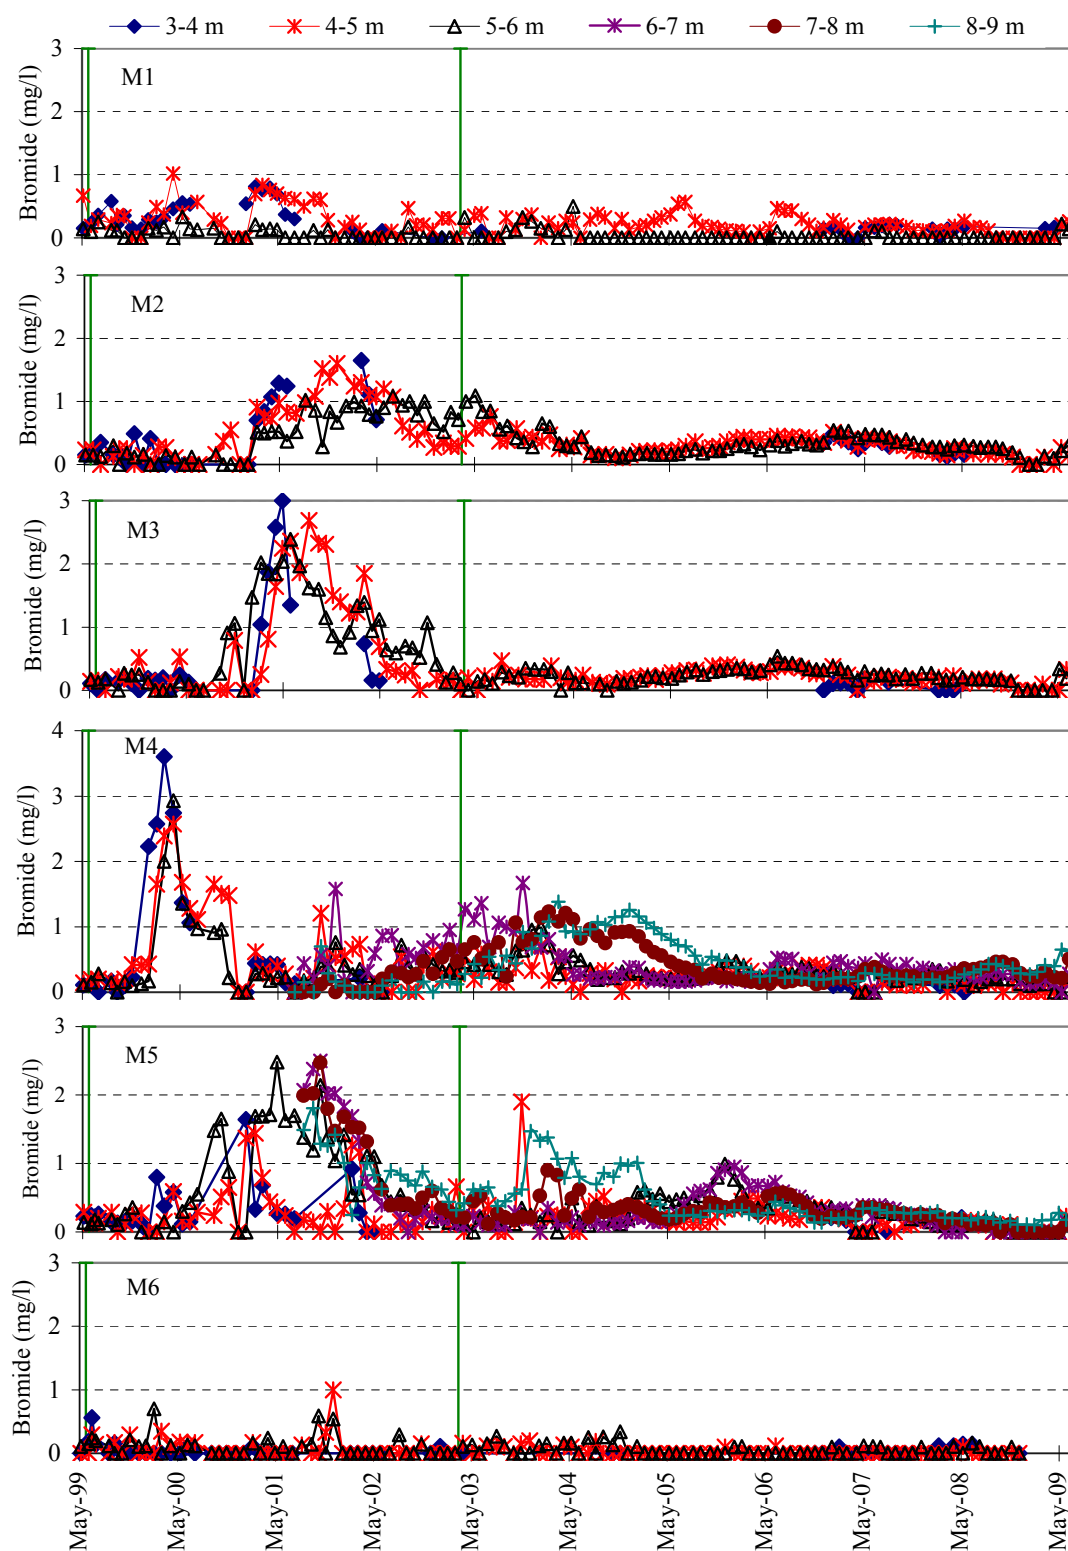 3-4 m 4-5 m 5-6 m 6-7 m 7-8 m 8-9 m
M1
Bromide (mg/l)
3
2
1
0
M2
Bromide (mg/l)
3
2
1
0
M3
Bromide (mg/l)
3
2
1
0
M4
Bromide (mg/l)
4
3
2
1
0
M5
Bromide (mg/l)
3
2
1
0
M6
Bromide (mg/l)
3
2
1
0
May-99 May-00 May-01 May-02 May-03 May-04 May-05 May-06 May-07 May-08 May-09